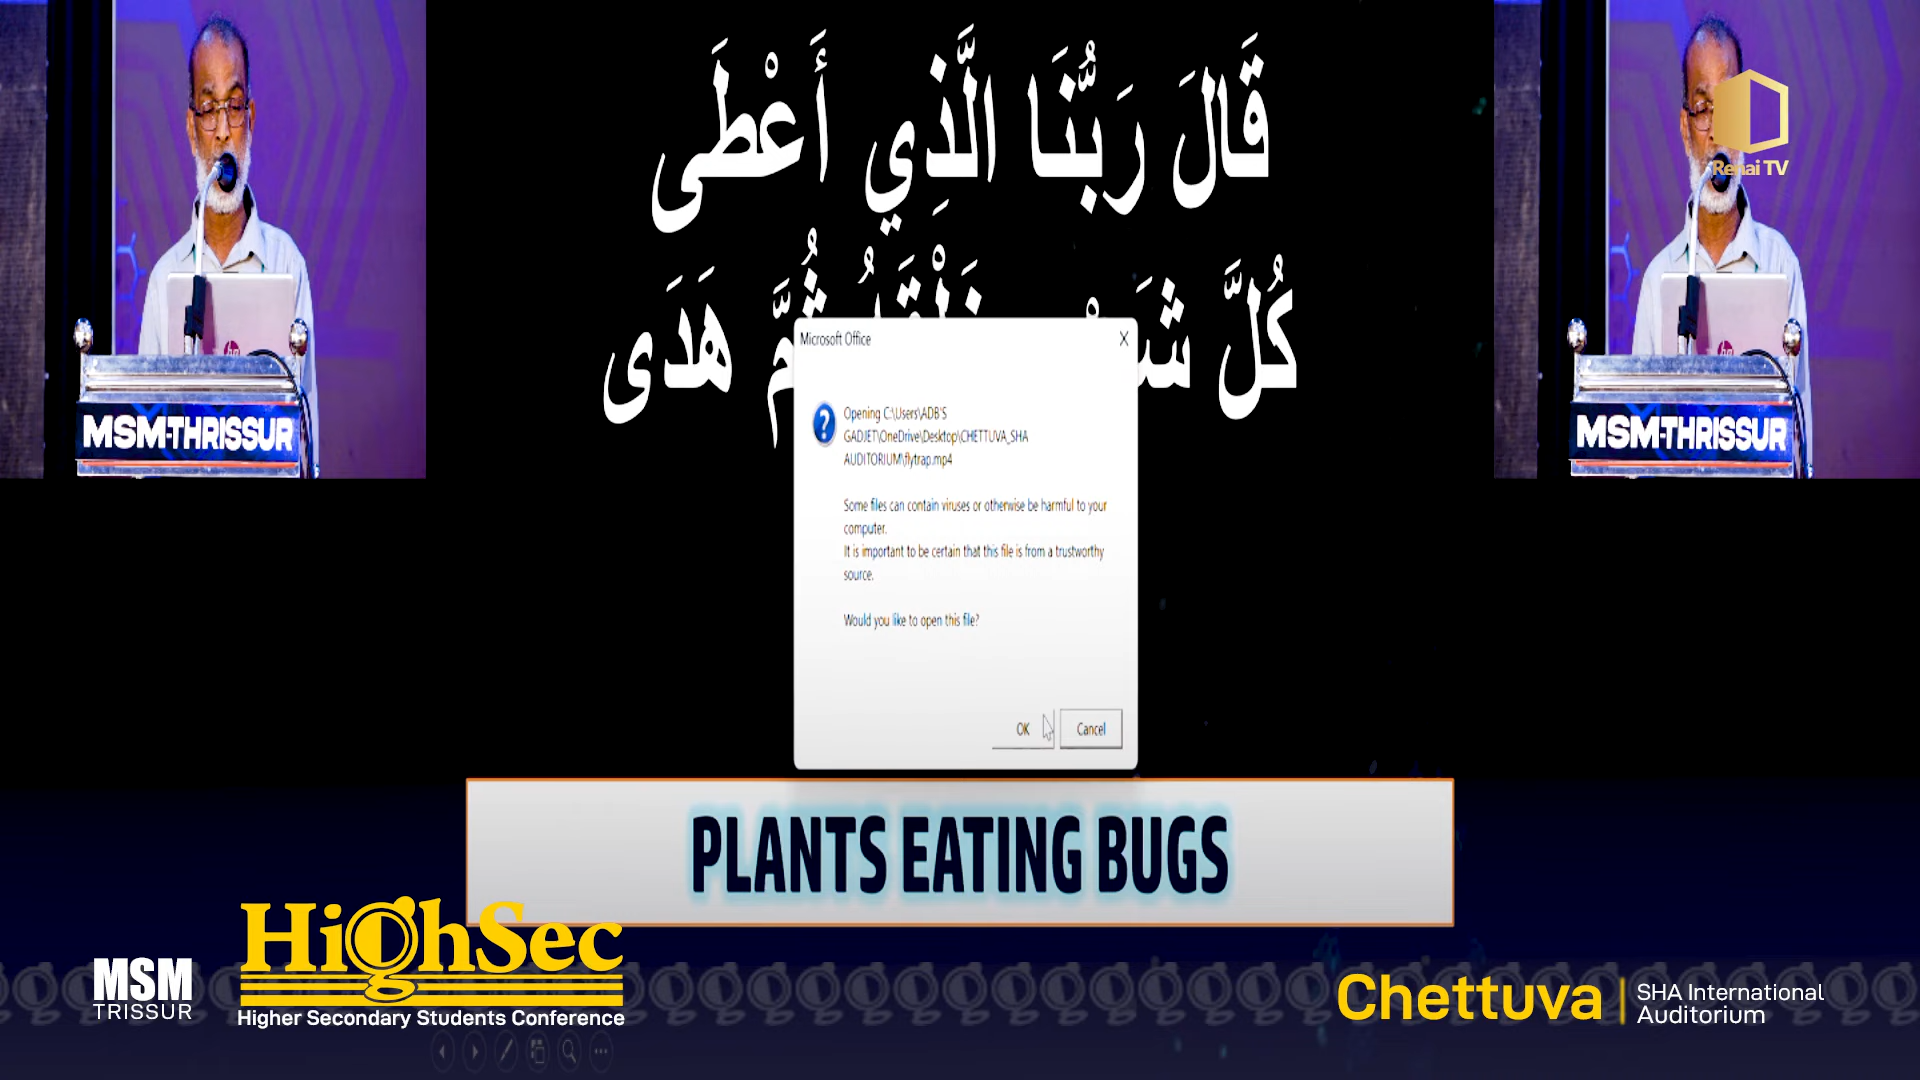 قَالَ رَبُّنَا الَّذِي أَعْطَى
كُلَّ
ثُمَّ هَدَى
Renai TV
MSM-THRISSUR
MSM-THRISSUR
Microsoft Office
Opening C:\Users\ADB'S
GADJET\OneDrive\Desktop\CHETTUVA_SHA
AUDITORIUM\flytrap.mp4
Some files can contain viruses or otherwise be harmful to your
computer.
It is important to be certain that this file is from a trustworthy
source.
Would you like to open this file?
OK
Cancel
PLANTS EATING BUGS
MSM
TRISSUR
HighSec
Higher Secondary Students Conference
Chettuva
SHA International
Auditorium
hp